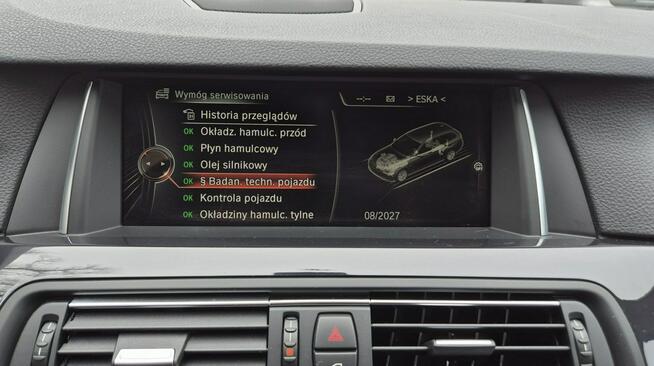 Wymóg serwisowania
--:-- > ESKA <
Historia przeglądów
OK Okładz. hamulc. przód
OK Płyn hamulcowy
OK Olej silnikowy
OK § Badan. techn. pojazdu
OK Kontrola pojazdu
OK Okładziny hamulc. tylne
08/2027